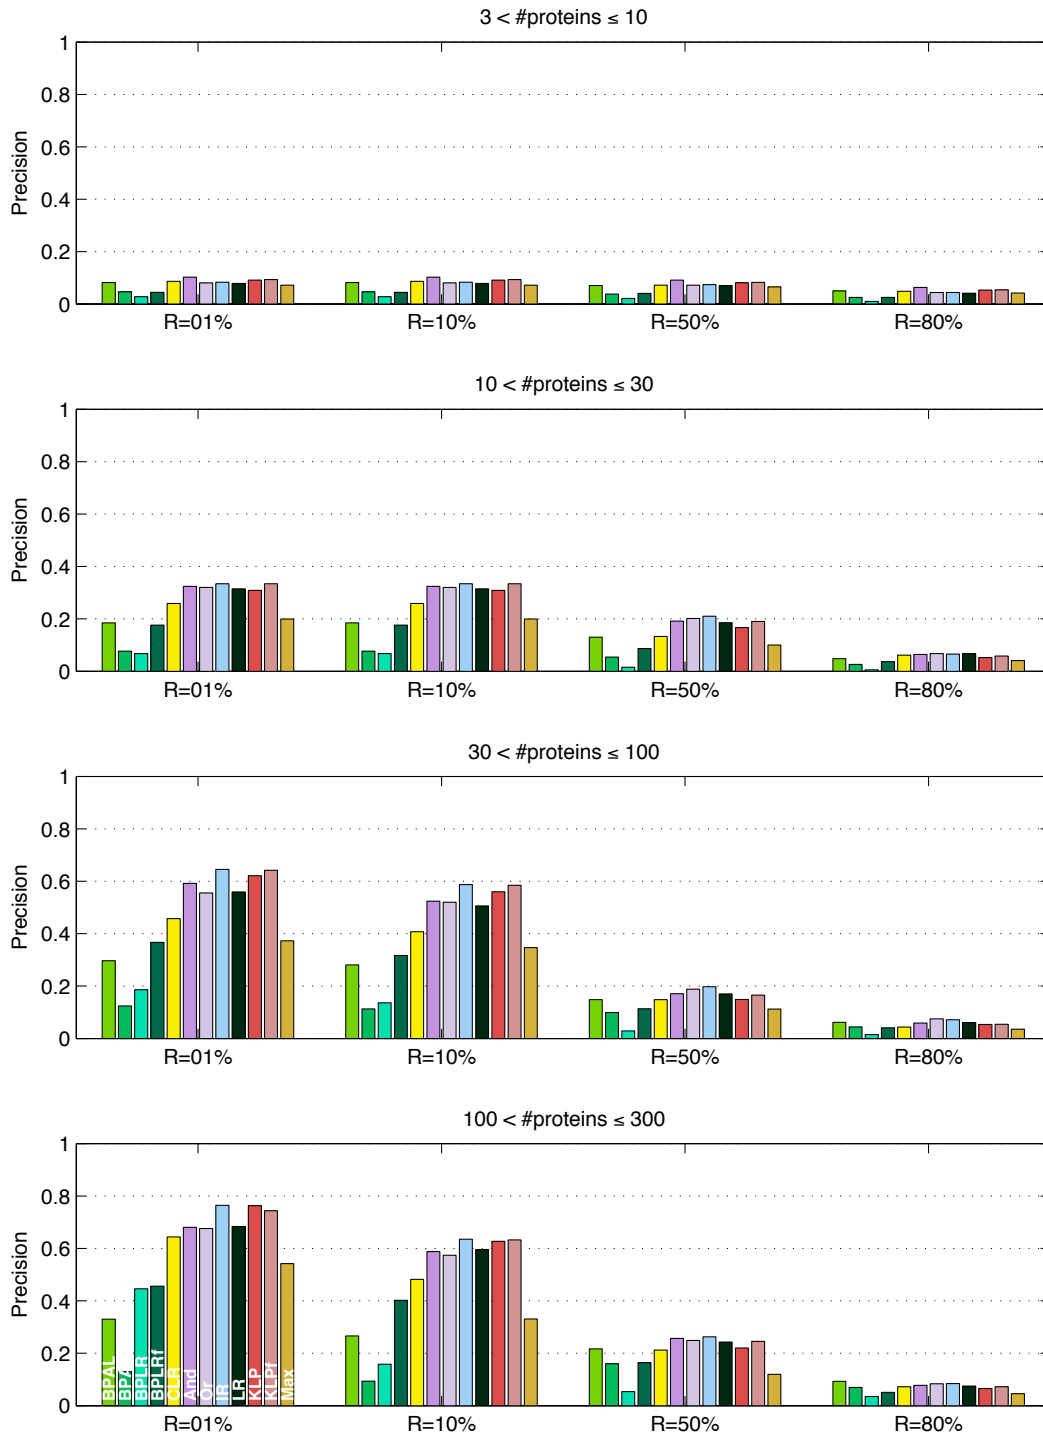 3 < #proteins ≤ 10
1
0.8
0.6
0.4
0.2
0
Precision
R=01% R=10% R=50% R=80%
10 < #proteins ≤ 30
1
0.8
0.6
0.4
0.2
0
Precision
R=01% R=10% R=50% R=80%
30 < #proteins ≤ 100
1
0.8
0.6
0.4
0.2
0
Precision
R=01% R=10% R=50% R=80%
100 < #proteins ≤ 300
1
0.8
0.6
0.4
0.2
0
Precision
BPAL
BPA
BPLR
BPLRf
CLR
And
Or
IR
LR
KLP
KLPf
Max
R=01% R=10% R=50% R=80%